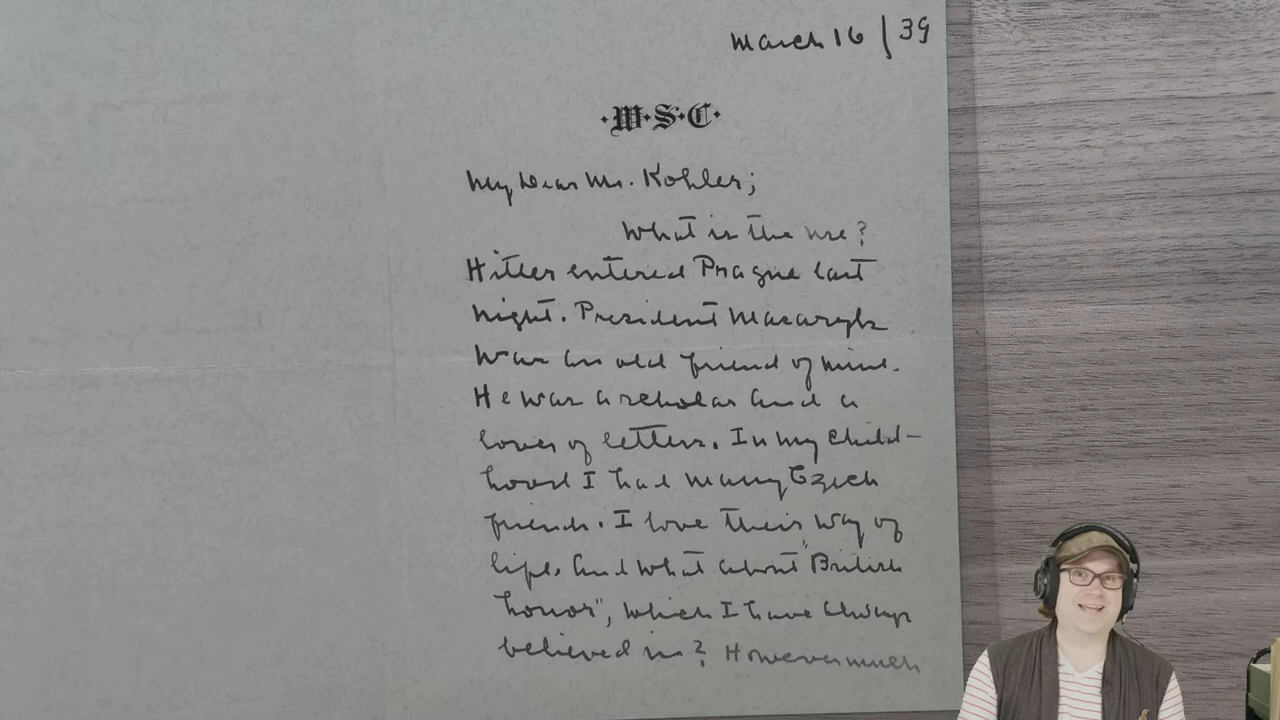 March 16 / 39
·W·S·C·
My Dear Mr. Kohler;
What is the use?
Hitler entered Prague last
night. President Masaryk
was an old friend of mine.
He was a scholar and a
lover of letters. In my child-
hood I had many Czech
friends. I love their way of
life. And what about "British
honor", which I have always
believed in? However much